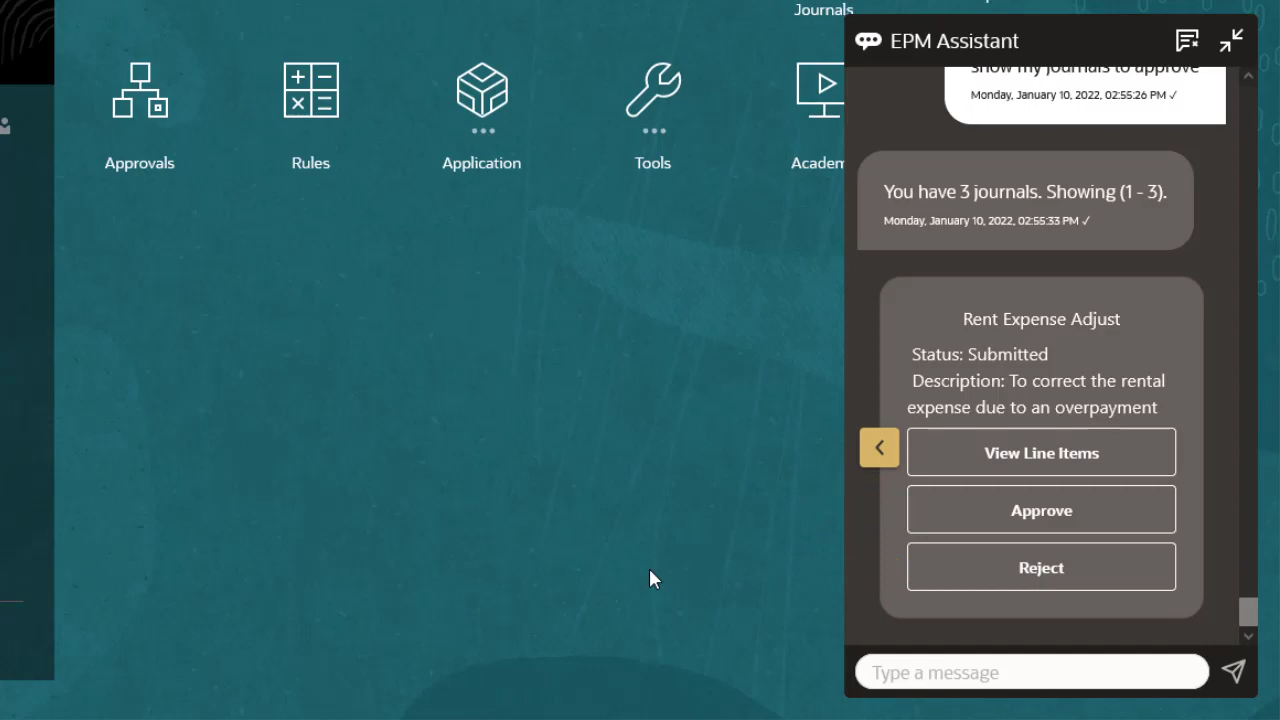 Journals
Approvals
Rules
Application
Tools
Academ
EPM Assistant
show my journals to approve
Monday, January 10, 2022, 02:55:26 PM ✓
You have 3 journals. Showing (1 - 3).
Monday, January 10, 2022, 02:55:33 PM ✓
Rent Expense Adjust
Status: Submitted
Description: To correct the rental
expense due to an overpayment
View Line Items
Approve
Reject
Type a message